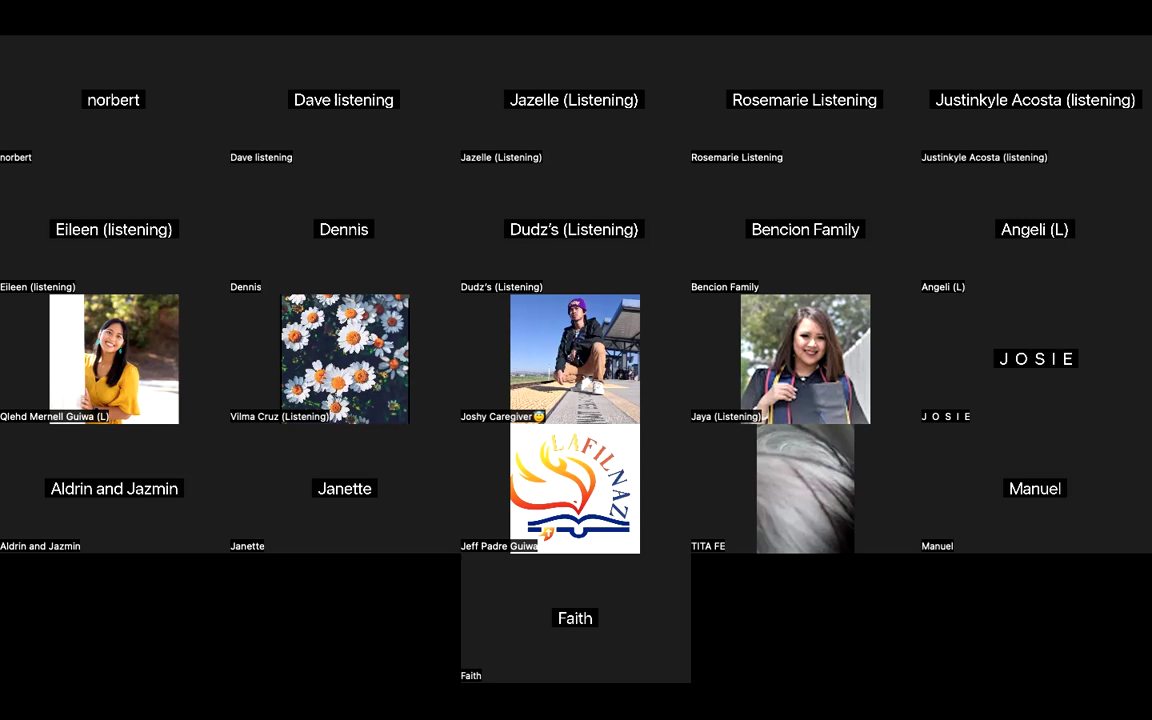 norbert
Dave listening
Jazelle (Listening)
Rosemarie Listening
Justinkyle Acosta (listening)
norbert
Dave listening
Jazelle (Listening)
Rosemarie Listening
Justinkyle Acosta (listening)
Eileen (listening)
Dennis
Dudz’s (Listening)
Bencion Family
Angeli (L)
Eileen (listening)
Dennis
Dudz’s (Listening)
Bencion Family
Angeli (L)
J O S I E
Qlehd Mernell Guiwa (L)
Vilma Cruz (Listening)
Joshy Caregiver😇
Jaya (Listening)
J O S I E
Aldrin and Jazmin
Janette
LAFILNAZ
Manuel
Aldrin and Jazmin
Janette
Jeff Padre Guiwa
TITA FE
Manuel
Faith
Faith